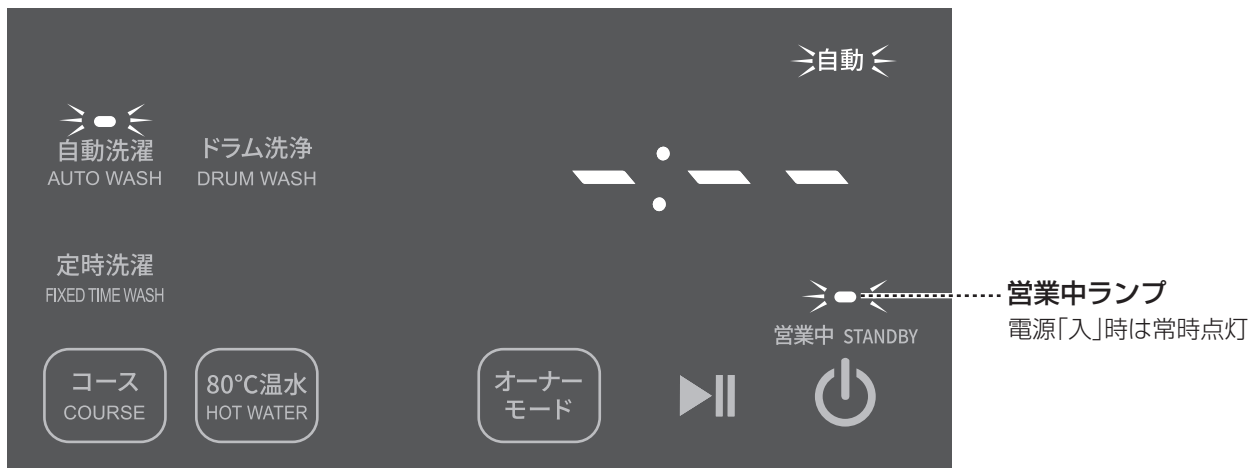 自動
自動洗濯
AUTO WASH
ドラム洗浄
DRUM WASH
定時洗濯
FIXED TIME WASH
営業中ランプ
電源「入」時は常時点灯
営業中 STANDBY
コース
COURSE
80℃温水
HOT WATER
オーナー
モード